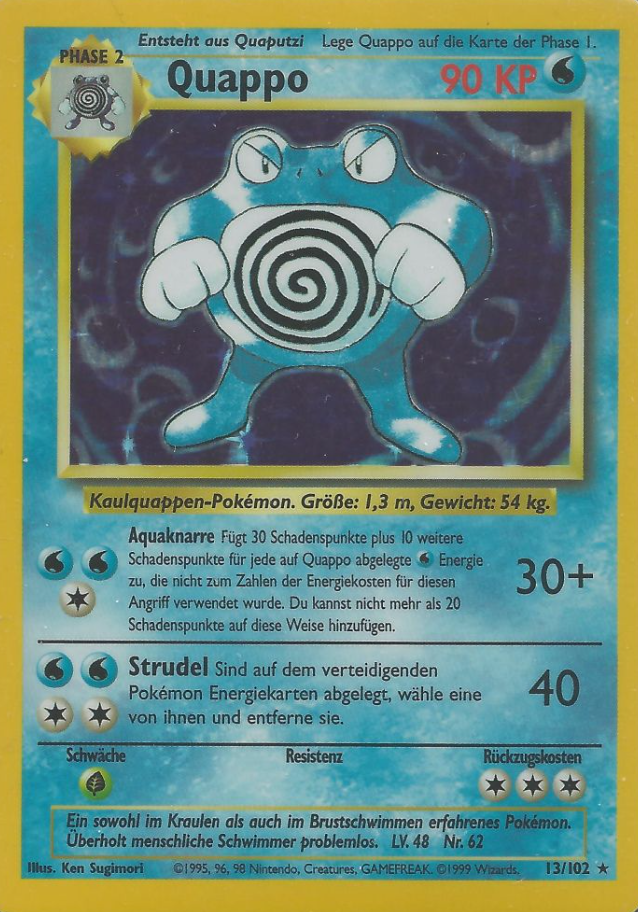 Entsteht aus Quaputzi Lege Quappo auf die Karte der Phase 1.
PHASE 2
Quappo 90 KP
Kaulquappen-Pokémon. Größe: 1,3 m, Gewicht: 54 kg.
Aquaknarre Fügt 30 Schadenspunkte plus 10 weitere
Schadenspunkte für jede auf Quappo abgelegte Energie
zu, die nicht zum Zahlen der Energiekosten für diesen
Angriff verwendet wurde. Du kannst nicht mehr als 20
Schadenspunkte auf diese Weise hinzufügen.
30+
Strudel Sind auf dem verteidigenden
Pokémon Energiekarten abgelegt, wähle eine
von ihnen und entferne sie.
40
Schwäche Resistenz Rückzugskosten
Ein sowohl im Kraulen als auch im Brustschwimmen erfahrenes Pokémon.
Überholt menschliche Schwimmer problemlos. LV. 48 Nr. 62
Illus. Ken Sugimori ©1995, 96, 98 Nintendo, Creatures, GAMEFREAK. ©1999 Wizards. 13/102 ★